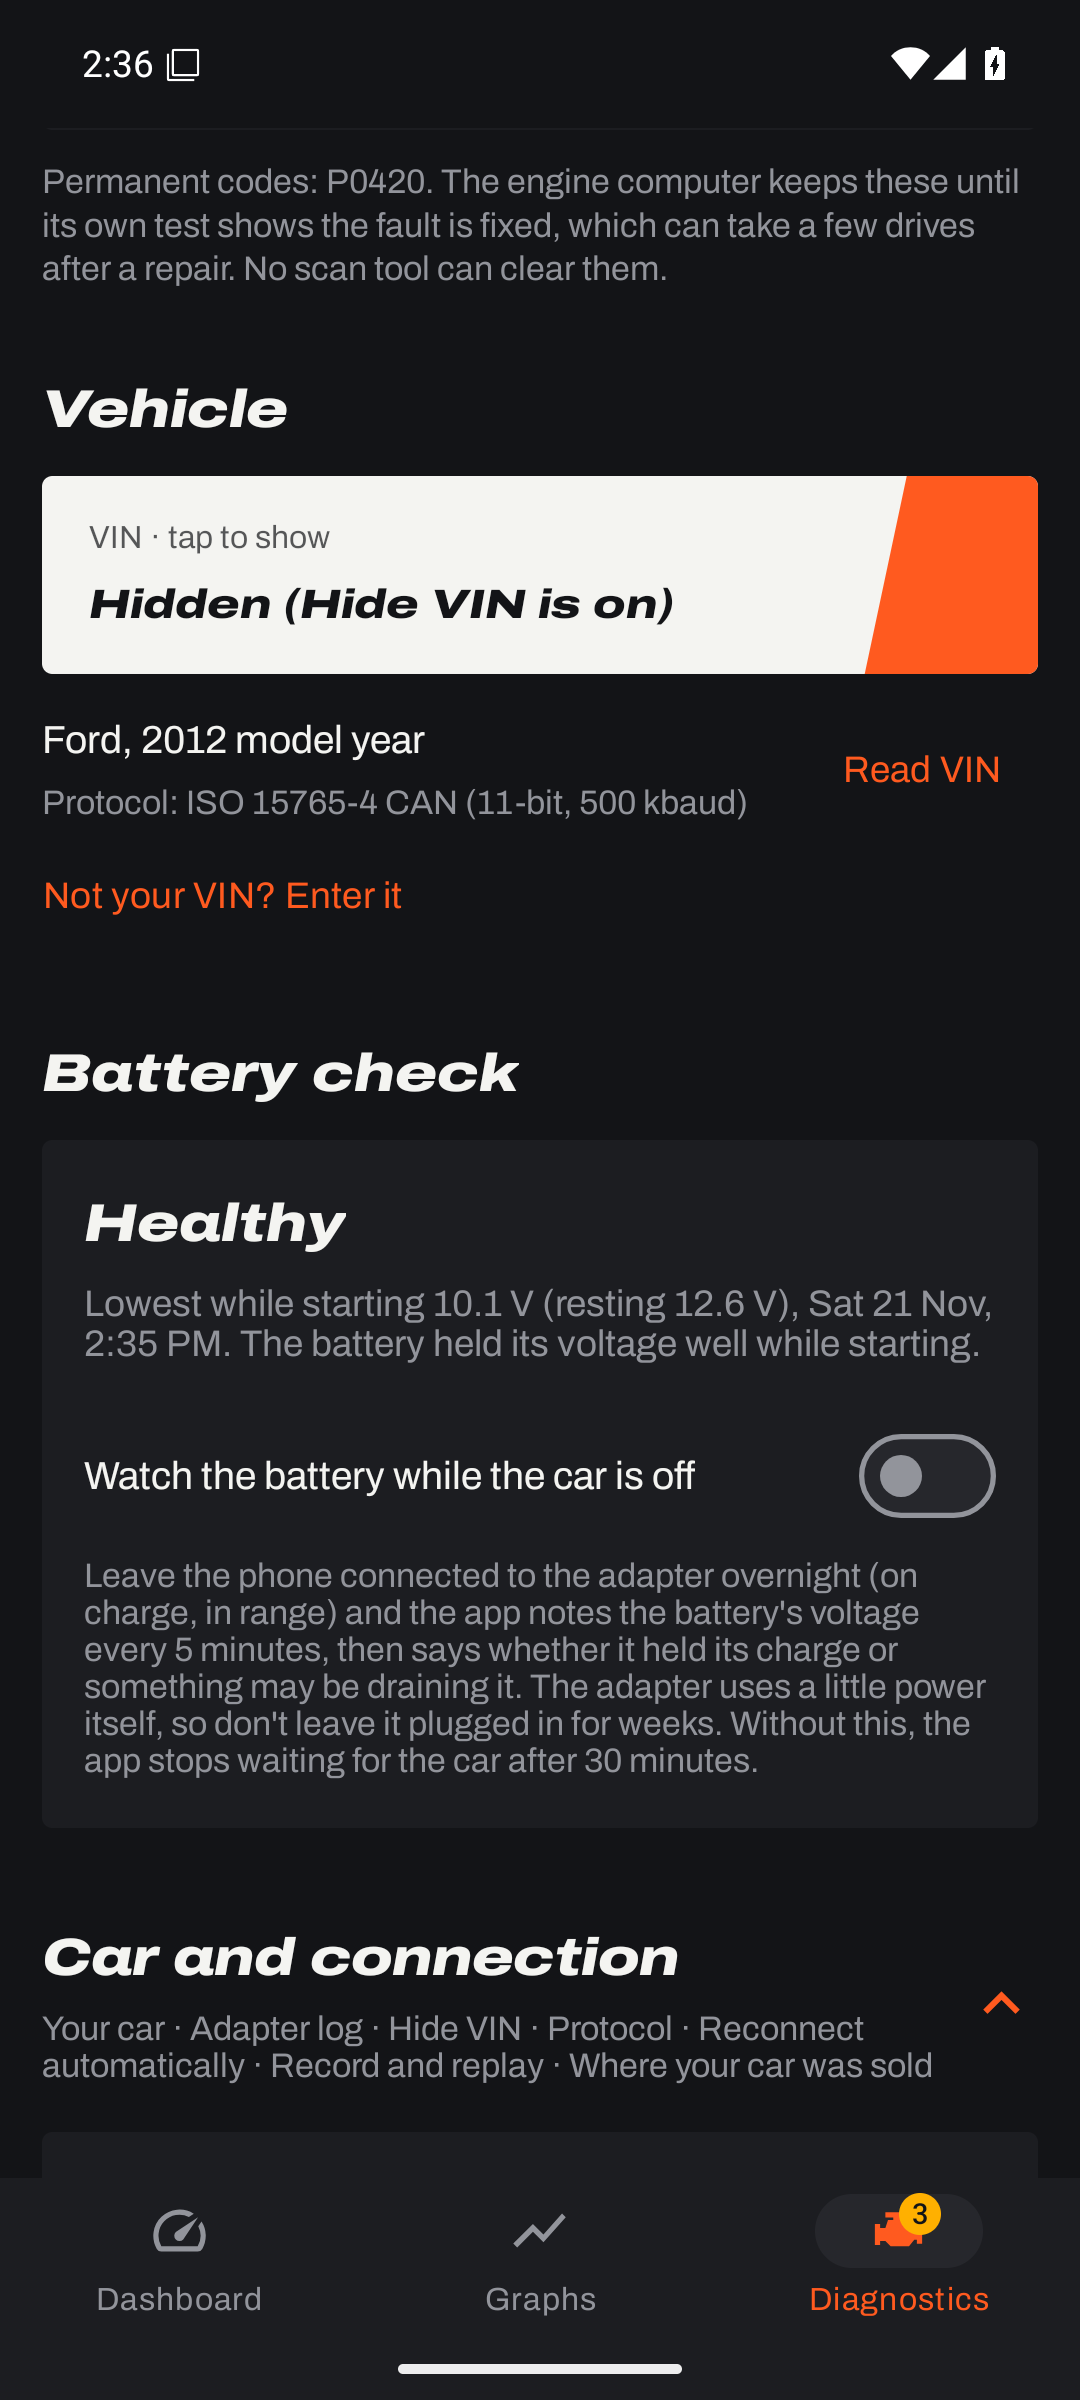 2:36
Permanent codes: P0420. The engine computer keeps these until
its own test shows the fault is fixed, which can take a few drives
after a repair. No scan tool can clear them.
Vehicle
VIN · tap to show
Hidden (Hide VIN is on)
Ford, 2012 model year
Protocol: ISO 15765-4 CAN (11-bit, 500 kbaud)
Read VIN
Not your VIN? Enter it
Battery check
Healthy
Lowest while starting 10.1 V (resting 12.6 V), Sat 21 Nov,
2:35 PM. The battery held its voltage well while starting.
Watch the battery while the car is off
Leave the phone connected to the adapter overnight (on
charge, in range) and the app notes the battery's voltage
every 5 minutes, then says whether it held its charge or
something may be draining it. The adapter uses a little power
itself, so don't leave it plugged in for weeks. Without this, the
app stops waiting for the car after 30 minutes.
Car and connection
Your car · Adapter log · Hide VIN · Protocol · Reconnect
automatically · Record and replay · Where your car was sold
3
Dashboard
Graphs
Diagnostics